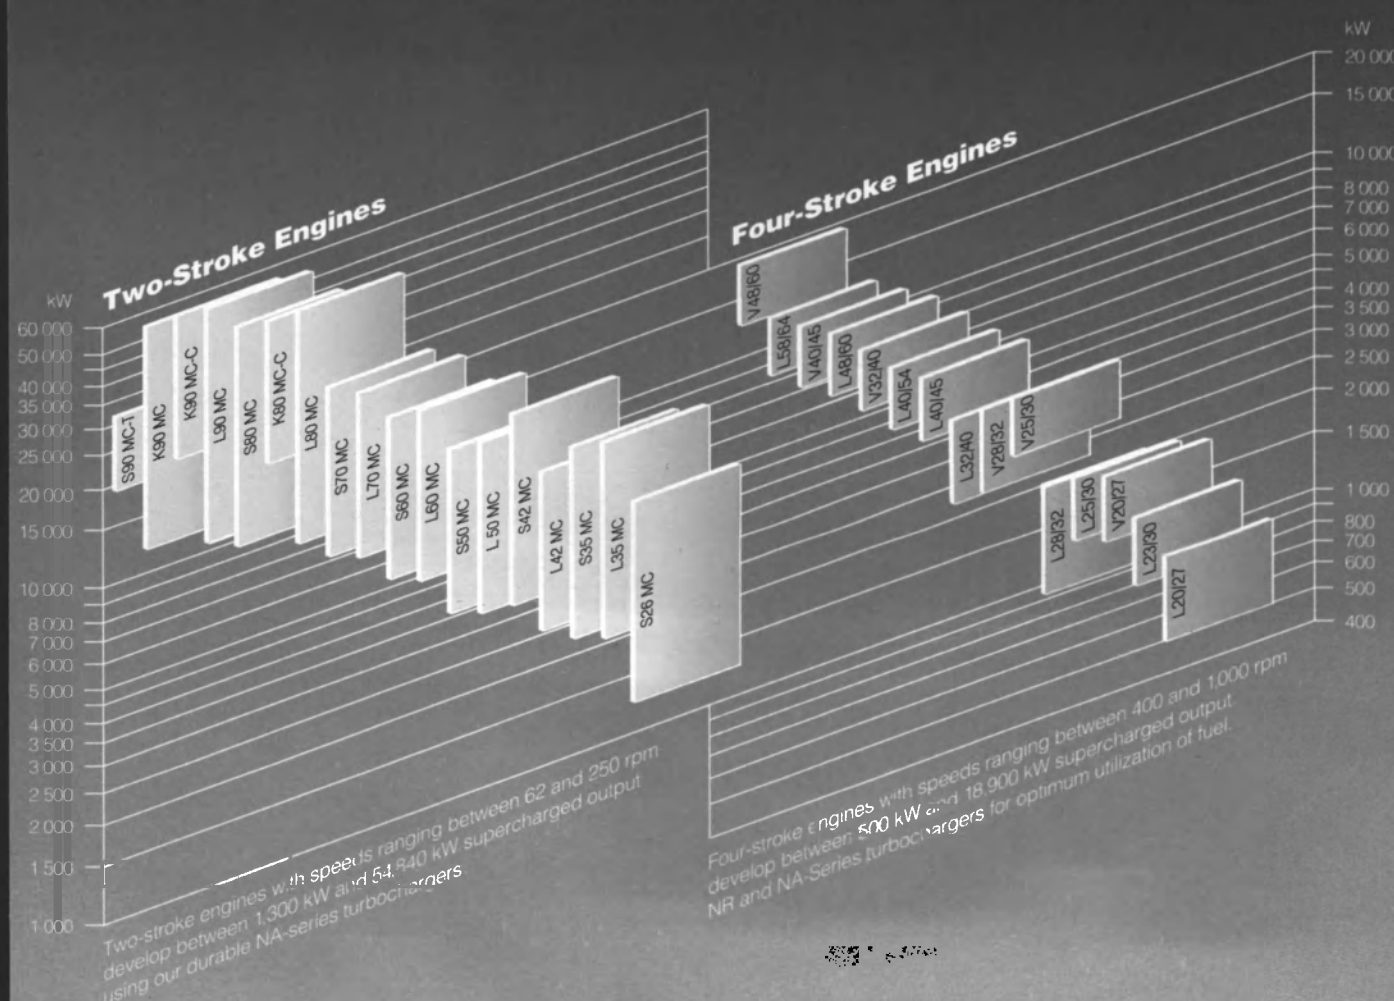 Two-Stroke Engines
kW
60 000
50 000
40 000
35 000
30 000
25 000
20 000
15 000
10 000
8 000
7 000
6 000
5 000
4 000
3 500
3 000
2 500
2 000
1 500
1 000
S90 MC-T
K90 MC
K90 MC-C
L90 MC
S80 MC
K80 MC-C
L80 MC
S70 MC
L70 MC
S60 MC
L60 MC
S50 MC
L 50 MC
S42 MC
L42 MC
S35 MC
L35 MC
S26 MC
Two-stroke engines with speeds ranging between 62 and 250 rpm
develop between 1,300 kW and 54,840 kW supercharged output
using our durable NA-series turbochargers
Four-Stroke Engines
kW
20 000
15 000
10 000
8 000
7 000
6 000
5 000
4 000
3 500
3 000
2 500
2 000
1 500
1 000
800
700
600
500
400
V48/60
L58/64
V40/45
L48/60
V32/40
L40/54
L40/45
L32/40
V28/32
V25/30
L28/32
L25/30
V20/27
L23/30
L20/27
Four-stroke engines with speeds ranging between 400 and 1,000 rpm
develop between 500 kW and 18,900 kW supercharged output.
NR and NA-Series turbochargers for optimum utilization of fuel.